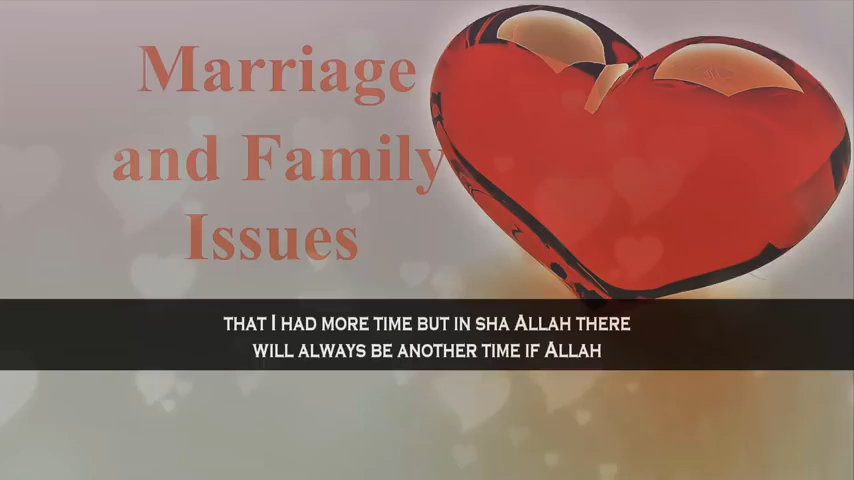 Marriage
and Family
Issues
THAT I HAD MORE TIME BUT IN SHA ALLAH THERE
WILL ALWAYS BE ANOTHER TIME IF ALLAH